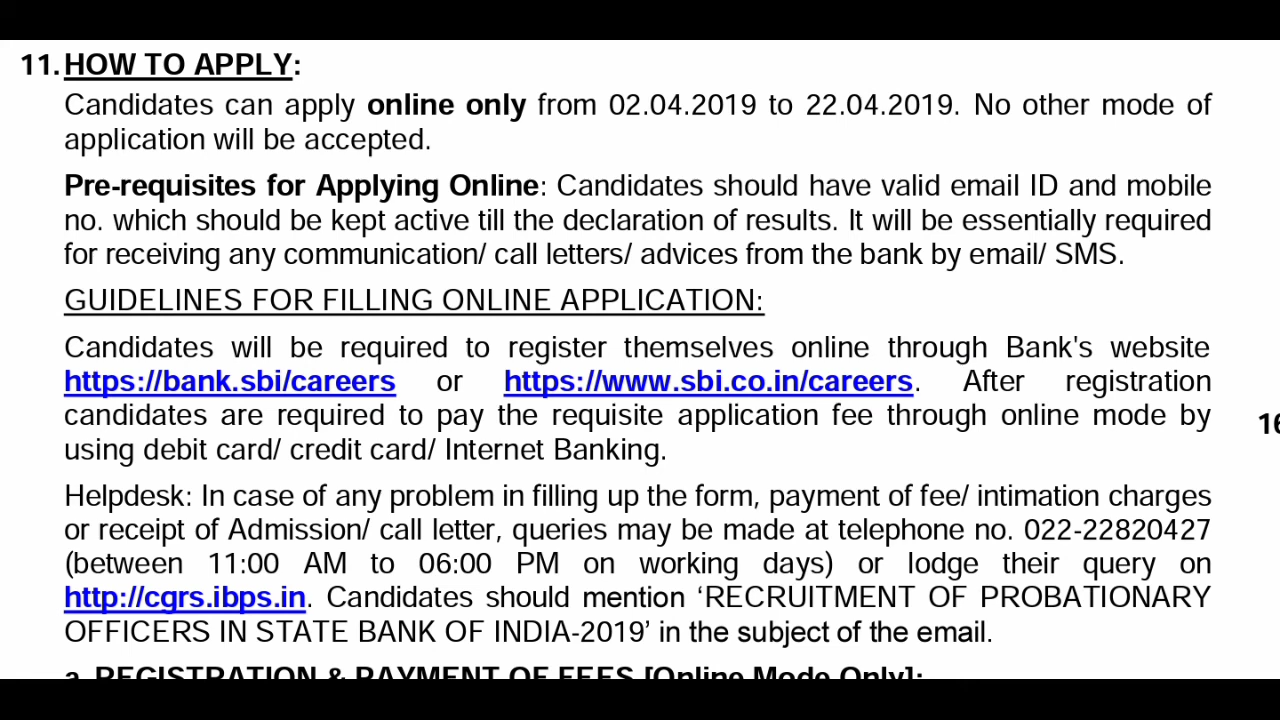 11. HOW TO APPLY:
Candidates can apply online only from 02.04.2019 to 22.04.2019. No other mode of
application will be accepted.
Pre-requisites for Applying Online: Candidates should have valid email ID and mobile
no. which should be kept active till the declaration of results. It will be essentially required
for receiving any communication/ call letters/ advices from the bank by email/ SMS.
GUIDELINES FOR FILLING ONLINE APPLICATION:
Candidates will be required to register themselves online through Bank's website
https://bank.sbi/careers or https://www.sbi.co.in/careers. After registration
candidates are required to pay the requisite application fee through online mode by
using debit card/ credit card/ Internet Banking.
Helpdesk: In case of any problem in filling up the form, payment of fee/ intimation charges
or receipt of Admission/ call letter, queries may be made at telephone no. 022-22820427
(between 11:00 AM to 06:00 PM on working days) or lodge their query on
http://cgrs.ibps.in. Candidates should mention ‘RECRUITMENT OF PROBATIONARY
OFFICERS IN STATE BANK OF INDIA-2019’ in the subject of the email.
a. REGISTRATION & PAYMENT OF FEES [Online Mode Only]: